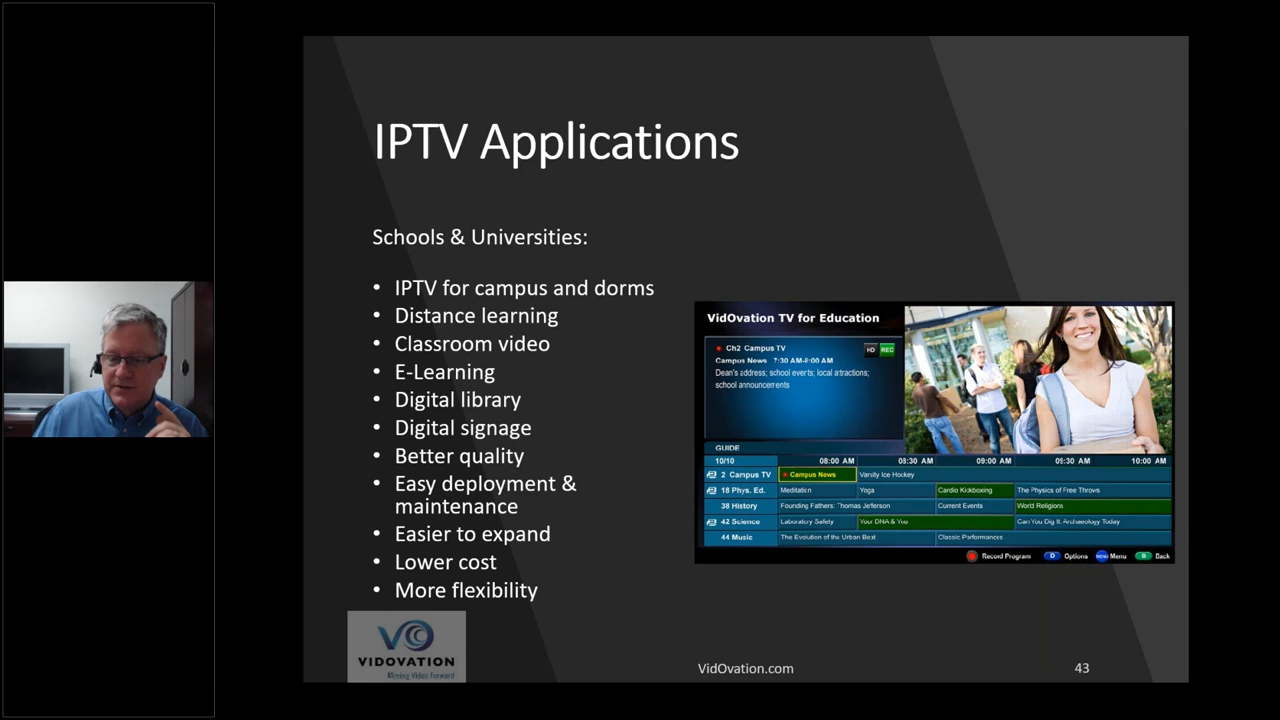 IPTV Applications
Schools & Universities:
• IPTV for campus and dorms
• Distance learning
• Classroom video
• E-Learning
• Digital library
• Digital signage
• Better quality
• Easy deployment &
maintenance
• Easier to expand
• Lower cost
• More flexibility
VidOvation TV for Education
Ch2 Campus TV
HD REC
Campus News 7:30 AM-8:00 AM
Dean's address; school events; local attractions;
school announcements
GUIDE
10/10 08:00 AM 08:30 AM 09:00 AM 09:30 AM 10:00 AM
2 Campus TV Campus News Varsity Ice Hockey
18 Phys. Ed. Meditation Yoga Cardio Kickboxing The Physics of Free Throws
38 History Founding Fathers: Thomas Jefferson Current Events World Religions
42 Science Laboratory Safety Your DNA & You Can You Dig It, Archaeology Today
44 Music The Evolution of the Urban Beat Classic Performances
Record Program D Options MENU Menu B Back
VO
VIDOVATION
Moving Video Forward
VidOvation.com
43